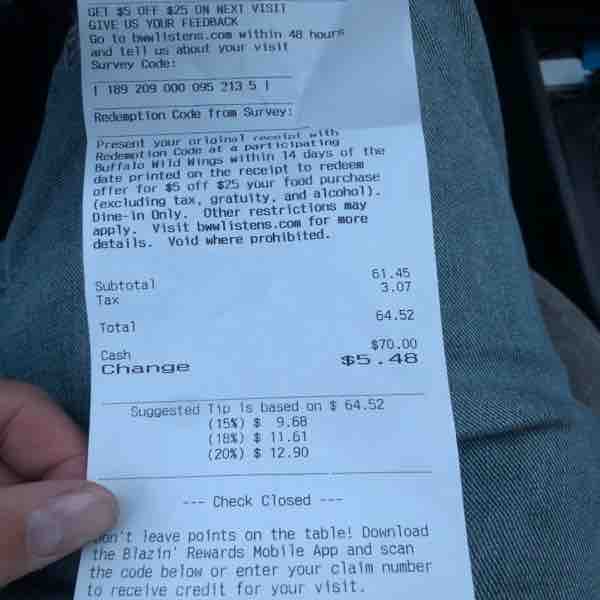 GET $5 OFF $25 ON NEXT VISIT
GIVE US YOUR FEEDBACK
Go to bwwlistens.com within 48 hours
and tell us about your visit
Survey Code:
| 189 209 000 095 213 5 |
Redemption Code from Survey:
Present your original receipt with
Redemption Code at a participating
Buffalo Wild Wings within 14 days of the
date printed on the receipt to redeem
offer for $5 off $25 your food purchase
(excluding tax, gratuity, and alcohol).
Dine-in Only. Other restrictions may
apply. Visit bwwlistens.com for more
details. Void where prohibited.
Subtotal 61.45
Tax 3.07
Total 64.52
Cash $70.00
Change $5.48
Suggested Tip is based on $ 64.52
(15%) $ 9.68
(18%) $ 11.61
(20%) $ 12.90
--- Check Closed ---
Don't leave points on the table! Download
the Blazin' Rewards Mobile App and scan
the code below or enter your claim number
to receive credit for your visit.